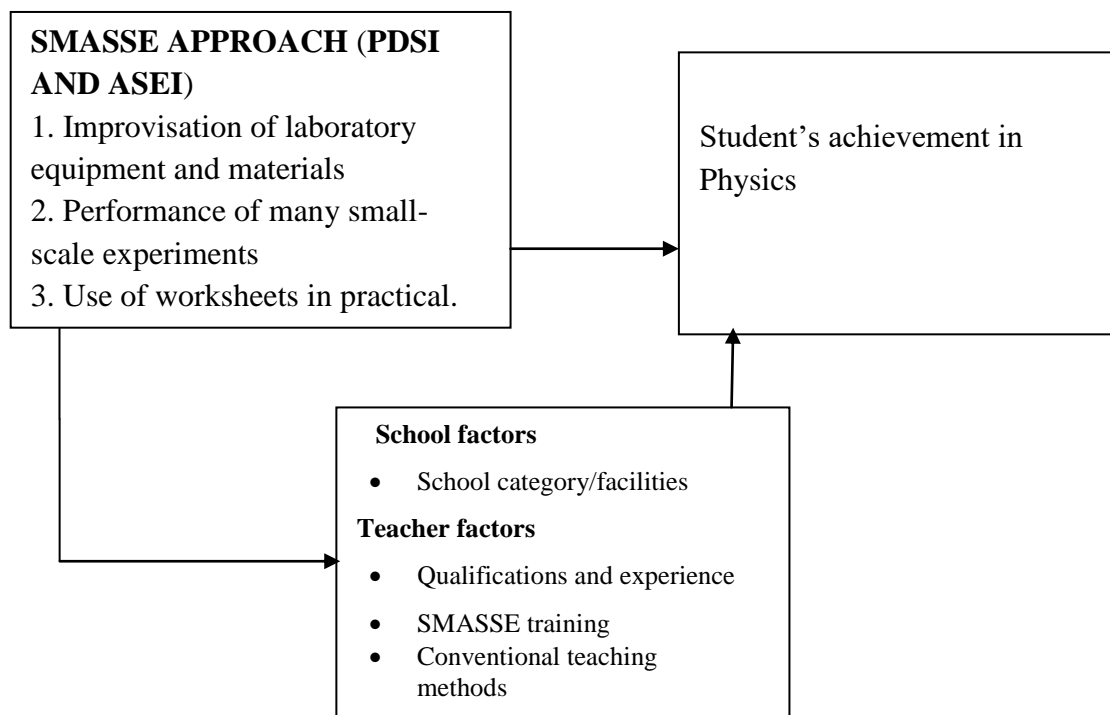 SMASSE APPROACH (PDSI
AND ASEI)
1. Improvisation of laboratory
equipment and materials
2. Performance of many small-
scale experiments
3. Use of worksheets in practical.
Student’s achievement in
Physics
School factors
• School category/facilities
Teacher factors
• Qualifications and experience
• SMASSE training
• Conventional teaching
methods